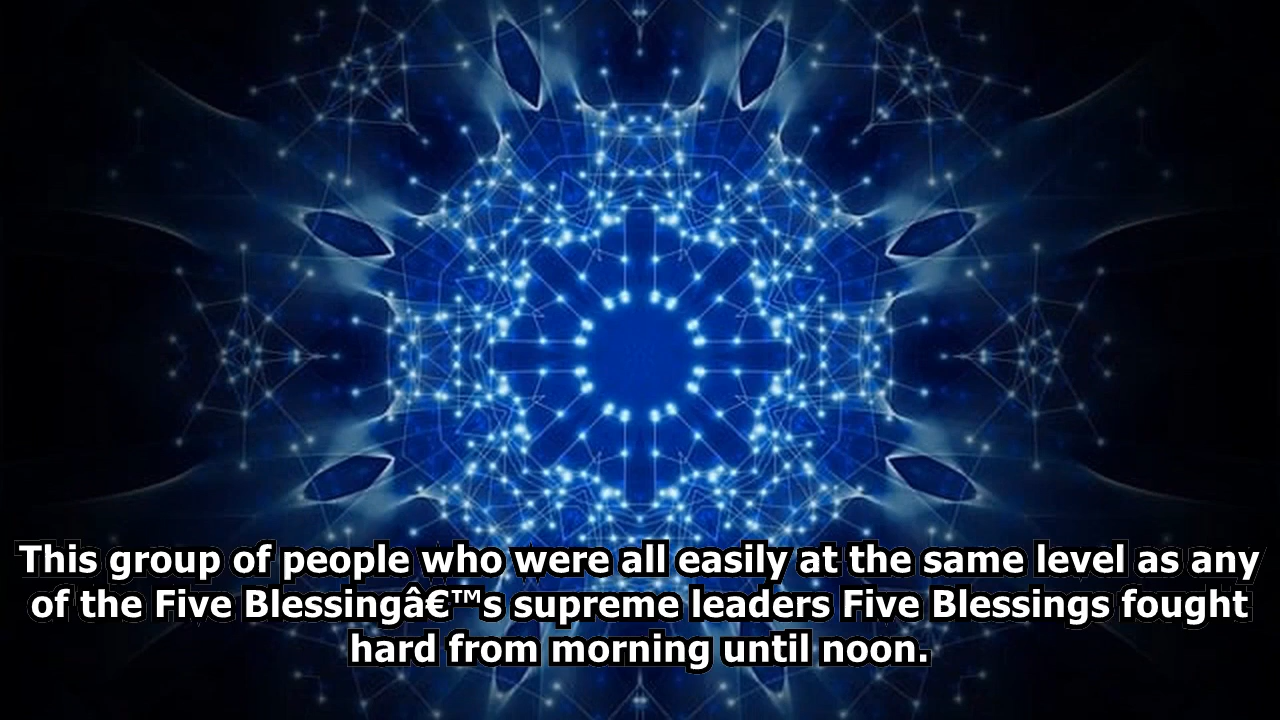 This group of people who were all easily at the same level as any
of the Five Blessingâ€™s supreme leaders Five Blessings fought
hard from morning until noon.